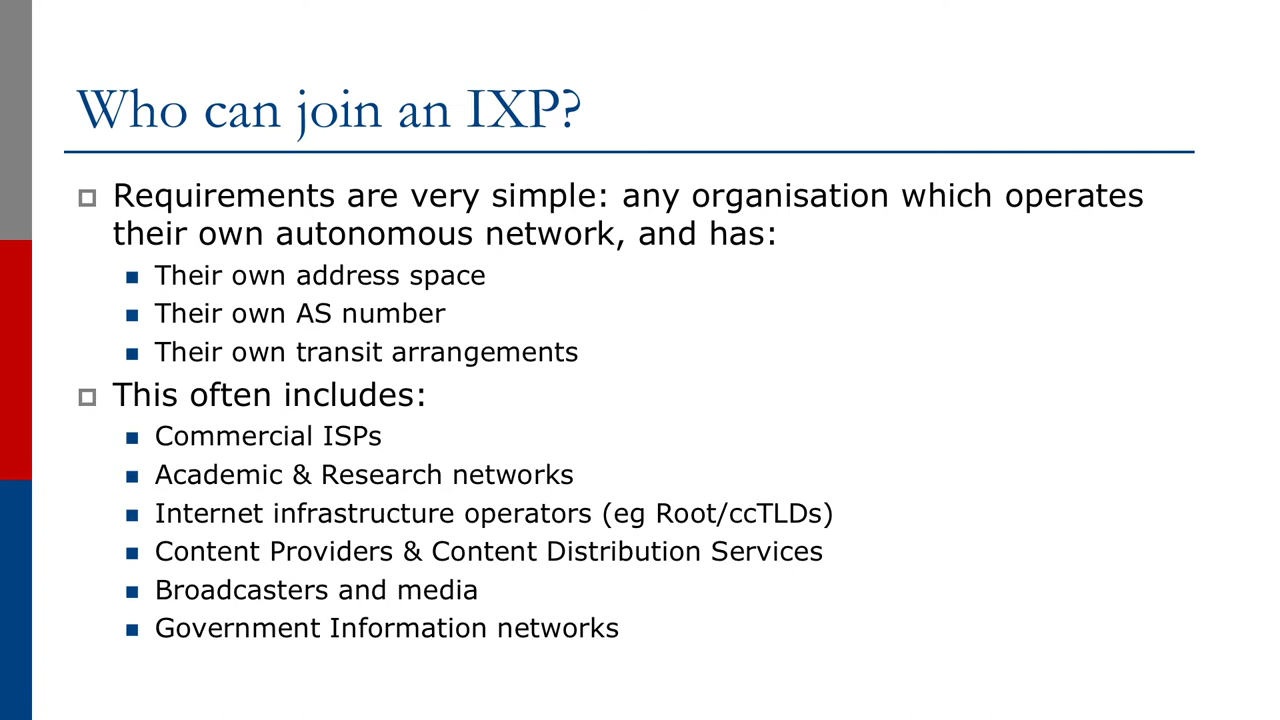 Who can join an IXP?
Requirements are very simple: any organisation which operates
their own autonomous network, and has:
Their own address space
Their own AS number
Their own transit arrangements
This often includes:
Commercial ISPs
Academic & Research networks
Internet infrastructure operators (eg Root/ccTLDs)
Content Providers & Content Distribution Services
Broadcasters and media
Government Information networks